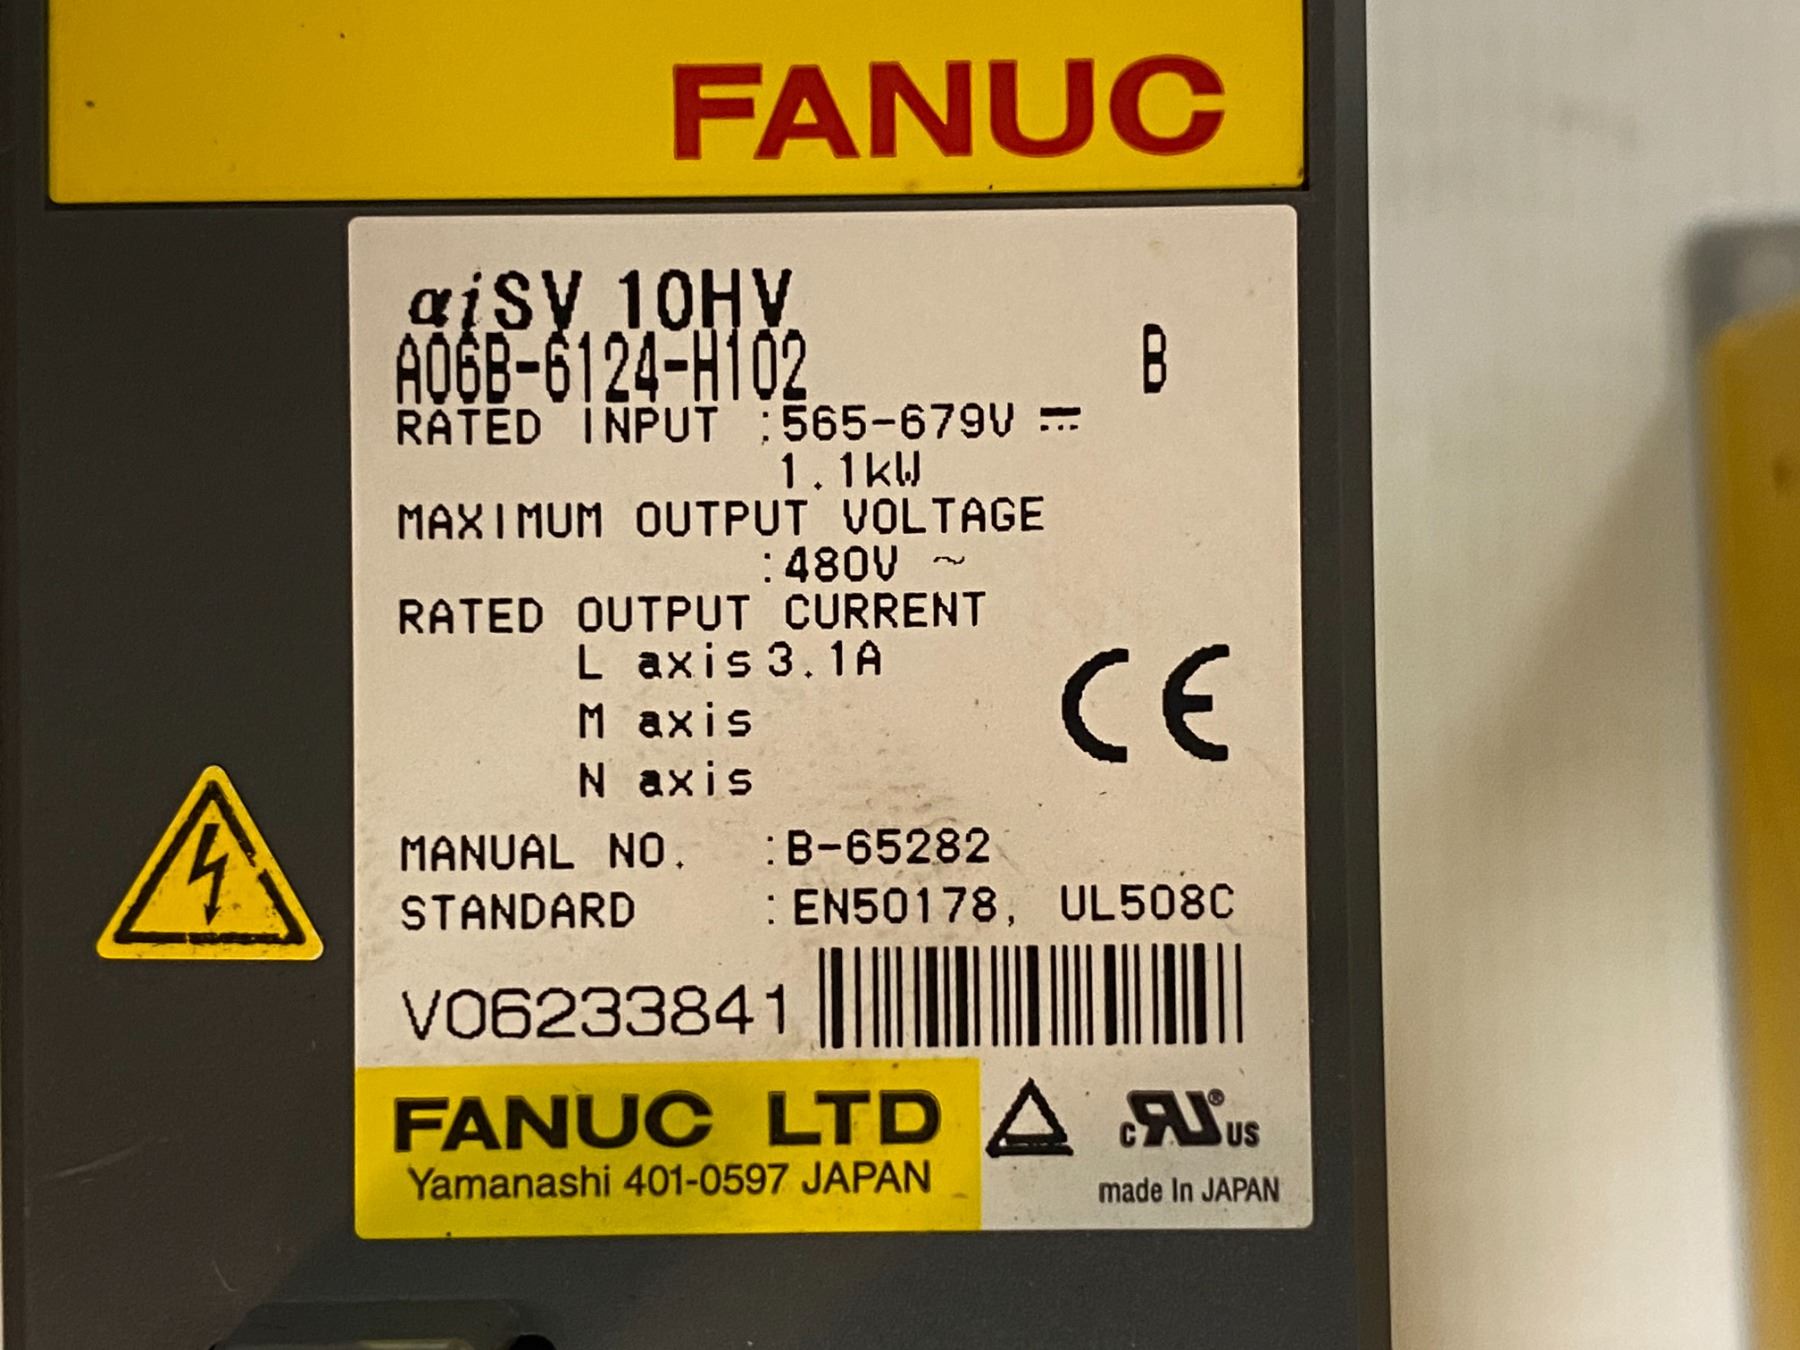 FANUC
αiSV 10HV
A06B-6124-H102 B
RATED INPUT :565-679V ⎓
1.1kW
MAXIMUM OUTPUT VOLTAGE
:480V ~
RATED OUTPUT CURRENT
L axis 3.1A
M axis
N axis
CE
MANUAL NO. :B-65282
STANDARD :EN50178, UL508C
V06233841
FANUC LTD
Yamanashi 401-0597 JAPAN
c RU ® US
made In JAPAN